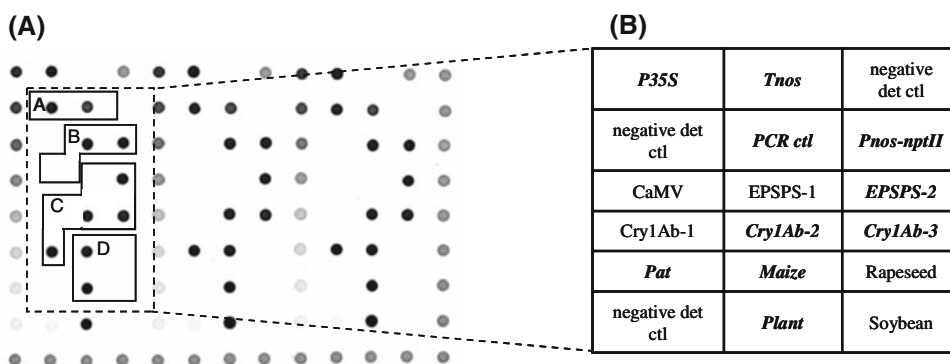 (A)
(B)
A
B
C
D
P35S Tnos negative
det ctl
negative det
ctl PCR ctl Pnos-nptII
CaMV EPSPS-1 EPSPS-2
Cry1Ab-1 Cry1Ab-2 Cry1Ab-3
Pat Maize Rapeseed
negative det
ctl Plant Soybean